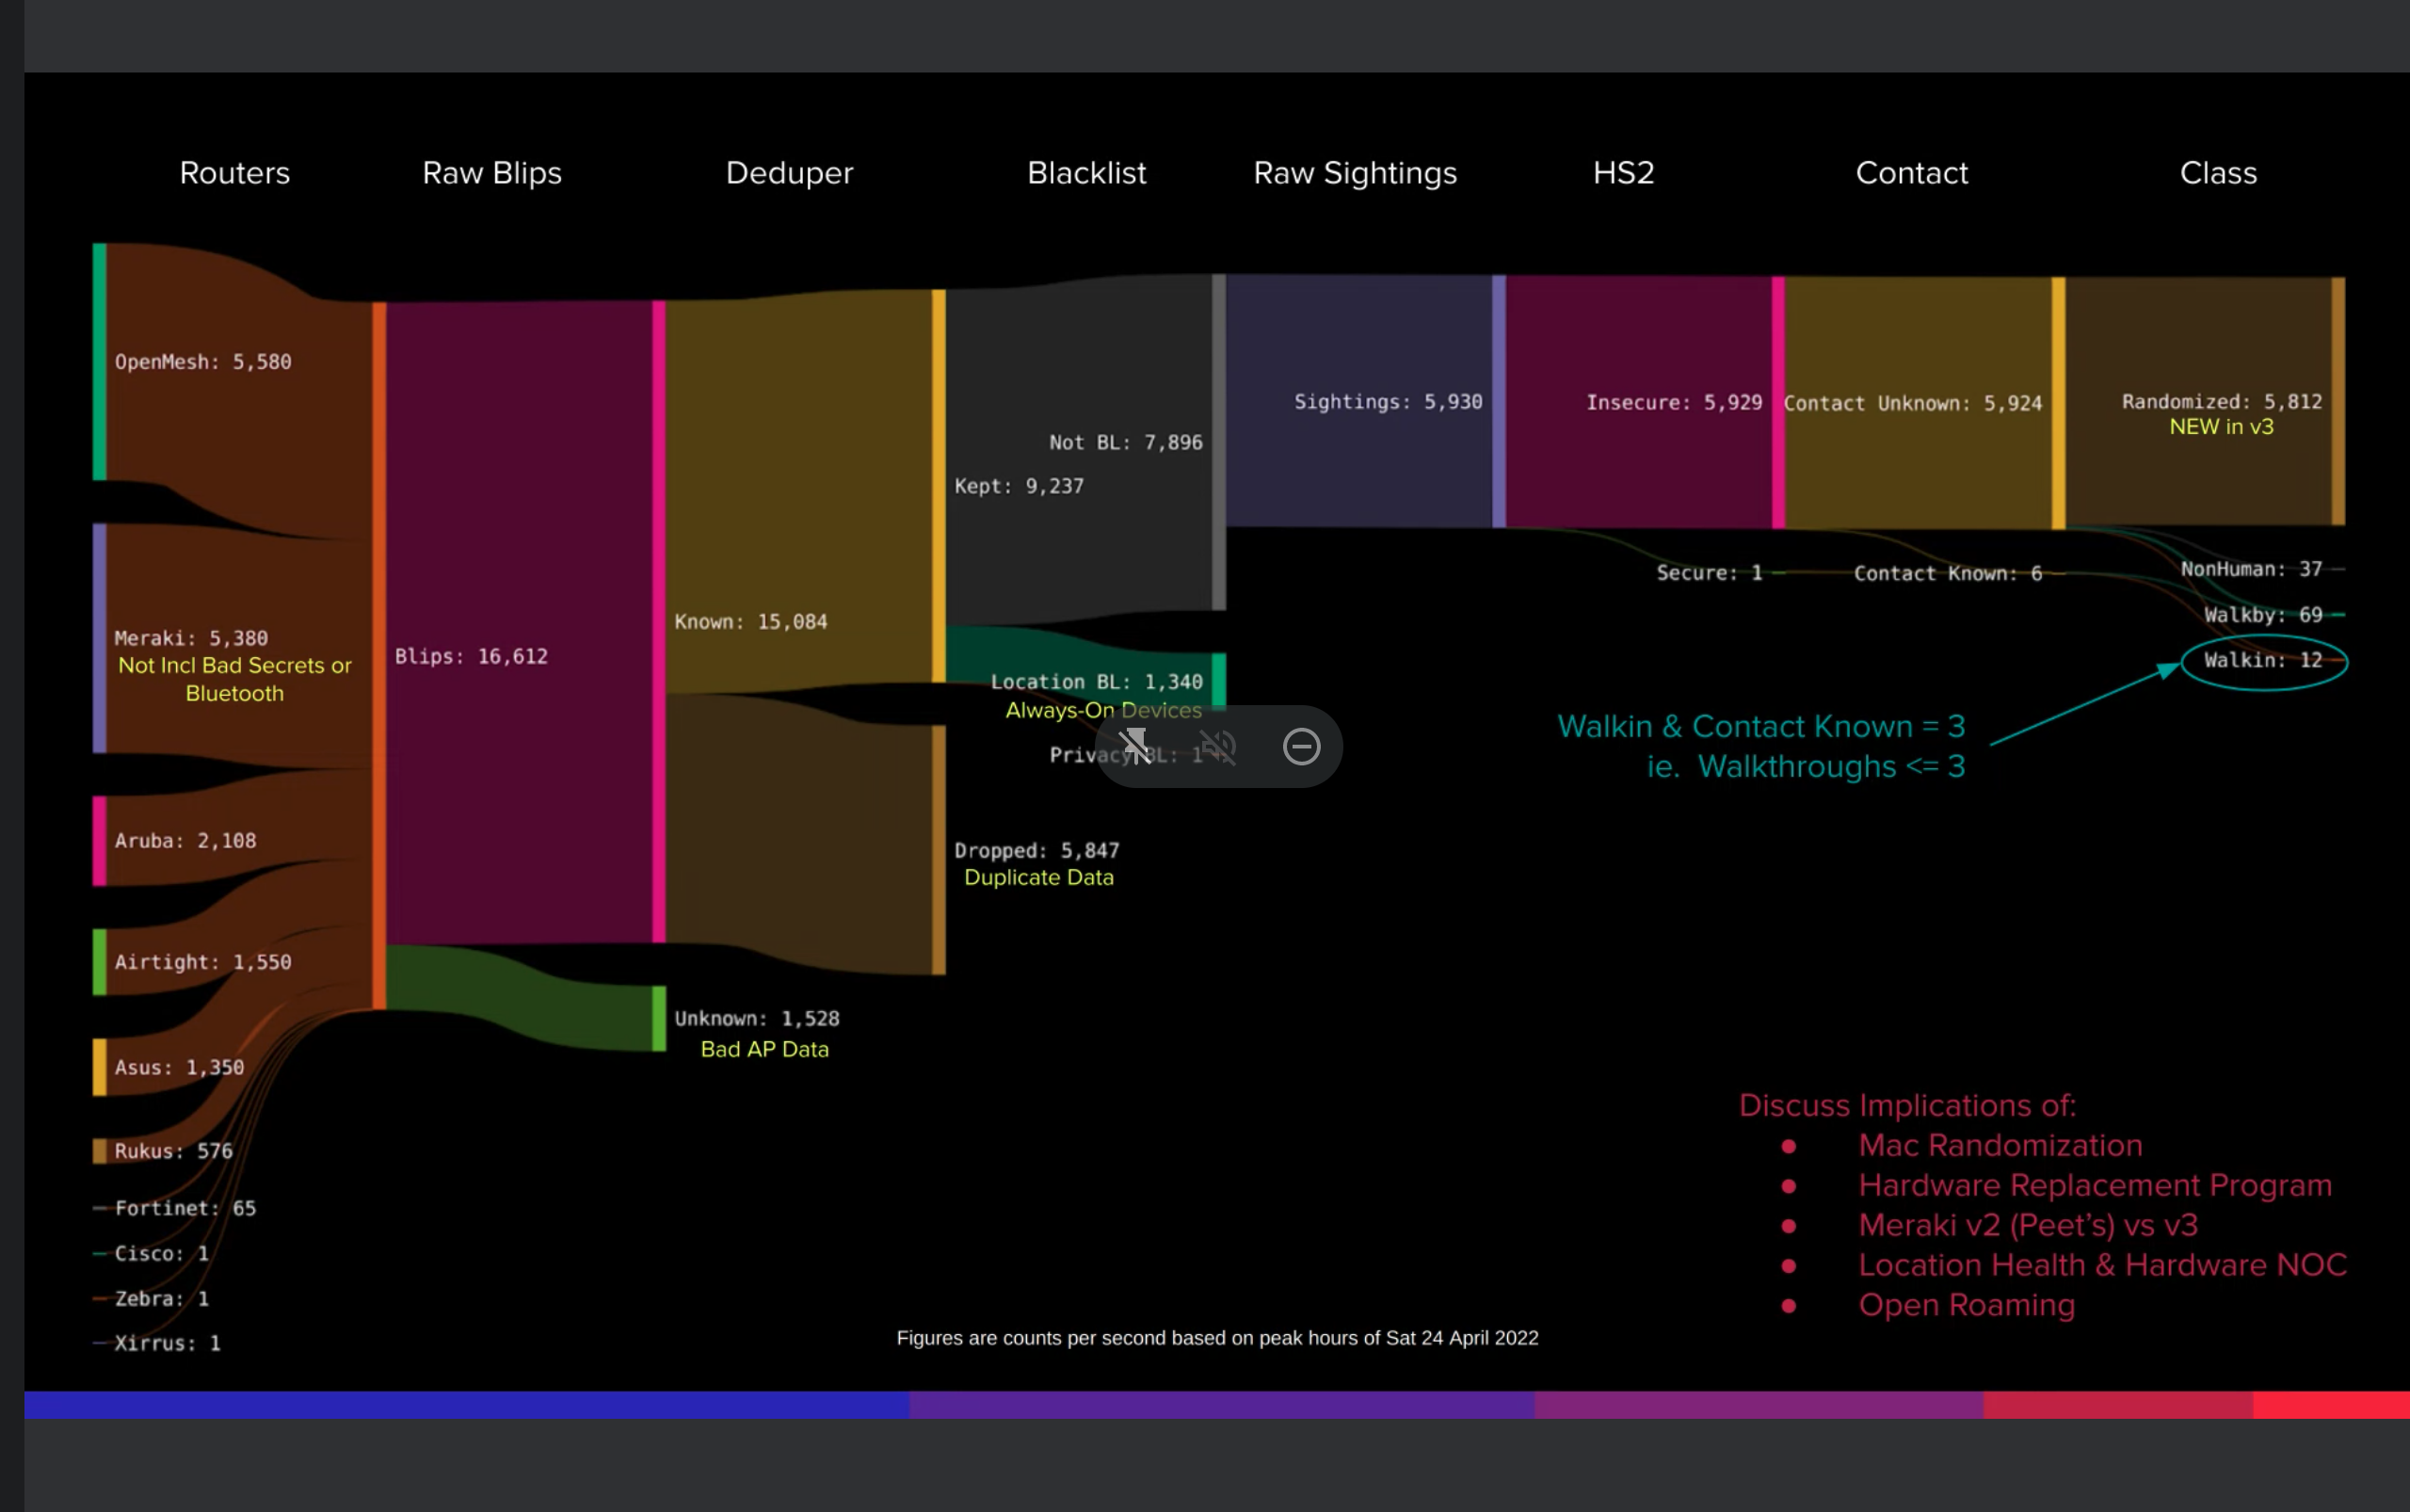 Routers
Raw Blips
Deduper
Blacklist
Raw Sightings
HS2
Contact
Class
OpenMesh: 5,580
Meraki: 5,380
Not Incl Bad Secrets or
Bluetooth
Aruba: 2,108
Airtight: 1,550
Asus: 1,350
Rukus: 576
Fortinet: 65
Cisco: 1
Zebra: 1
Xirrus: 1
Blips: 16,612
Known: 15,084
Unknown: 1,528
Bad AP Data
Kept: 9,237
Dropped: 5,847
Duplicate Data
Not BL: 7,896
Location BL: 1,340
Always-On Devices
Privacy BL: 1
Sightings: 5,930
Insecure: 5,929
Secure: 1
Contact Unknown: 5,924
Contact Known: 6
Randomized: 5,812
NEW in v3
NonHuman: 37
Walkby: 69
Walkin: 12
Walkin & Contact Known = 3
ie. Walkthroughs <= 3
Discuss Implications of:
● Mac Randomization
● Hardware Replacement Program
● Meraki v2 (Peet’s) vs v3
● Location Health & Hardware NOC
● Open Roaming
Figures are counts per second based on peak hours of Sat 24 April 2022